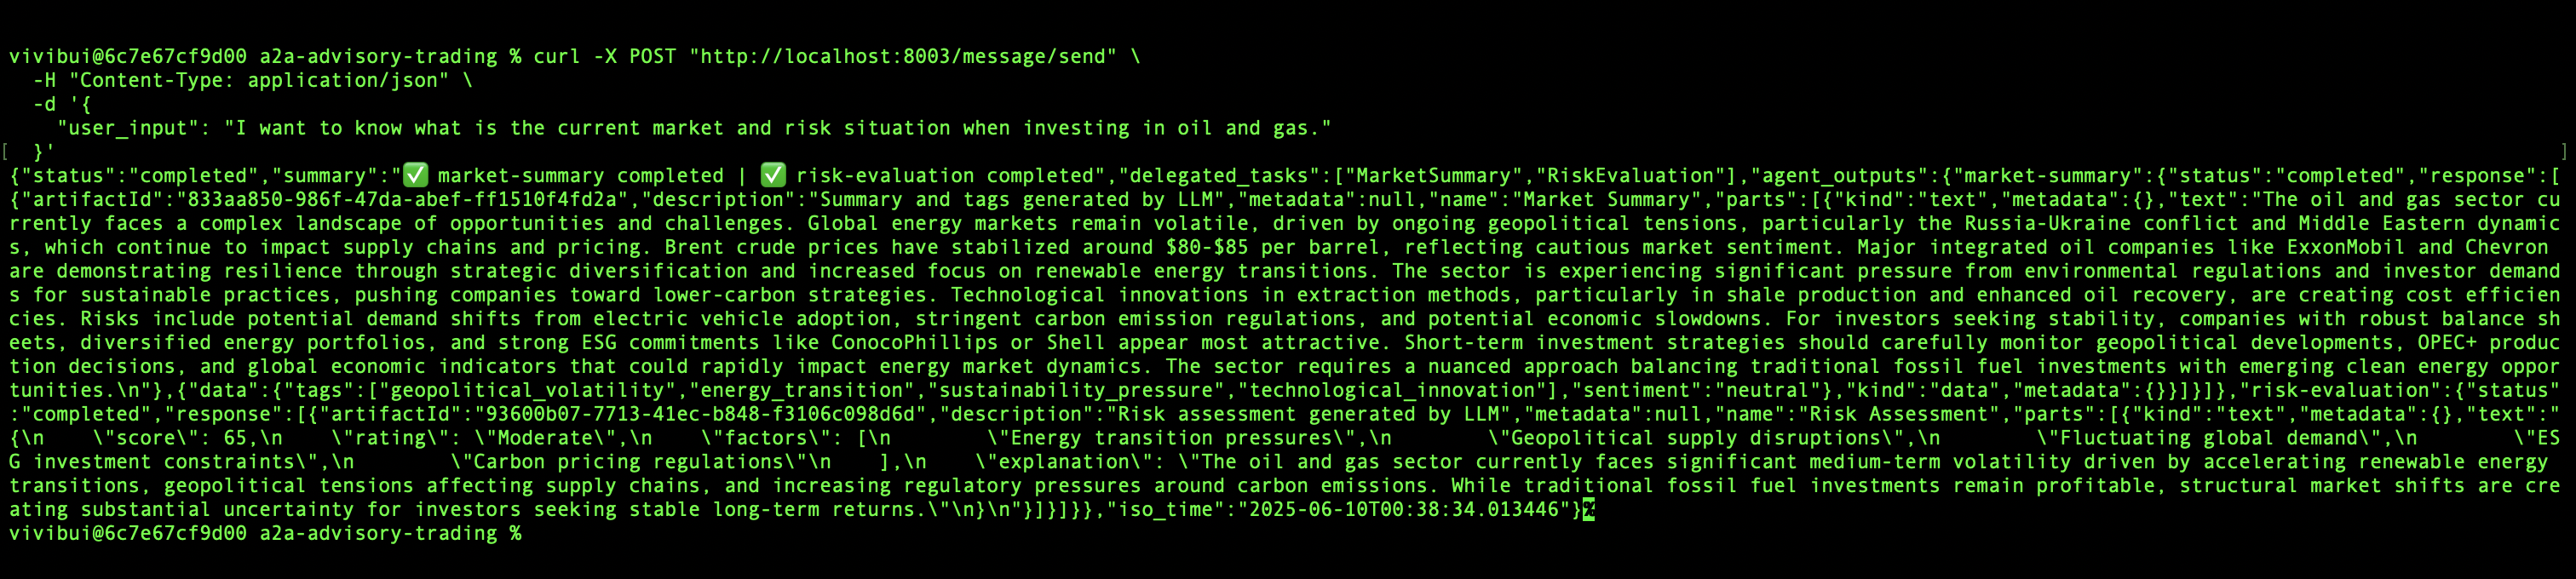 vivibui@6c7e67cf9d00 a2a-advisory-trading % curl -X POST "http://localhost:8003/message/send" \
  -H "Content-Type: application/json" \
  -d '{
    "user_input": "I want to know what is the current market and risk situation when investing in oil and gas."
[  }'                                                                                                    ]
{"status":"completed","summary":"✅ market-summary completed | ✅ risk-evaluation completed","delegated_tasks":["MarketSummary","RiskEvaluation"],"agent_outputs":{"market-summary":{"status":"completed","response":[
{"artifactId":"833aa850-986f-47da-abef-ff1510f4fd2a","description":"Summary and tags generated by LLM","metadata":null,"name":"Market Summary","parts":[{"kind":"text","metadata":{},"text":"The oil and gas sector cu
rrently faces a complex landscape of opportunities and challenges. Global energy markets remain volatile, driven by ongoing geopolitical tensions, particularly the Russia-Ukraine conflict and Middle Eastern dynamic
s, which continue to impact supply chains and pricing. Brent crude prices have stabilized around $80-$85 per barrel, reflecting cautious market sentiment. Major integrated oil companies like ExxonMobil and Chevron
are demonstrating resilience through strategic diversification and increased focus on renewable energy transitions. The sector is experiencing significant pressure from environmental regulations and investor demand
s for sustainable practices, pushing companies toward lower-carbon strategies. Technological innovations in extraction methods, particularly in shale production and enhanced oil recovery, are creating cost efficien
cies. Risks include potential demand shifts from electric vehicle adoption, stringent carbon emission regulations, and potential economic slowdowns. For investors seeking stability, companies with robust balance sh
eets, diversified energy portfolios, and strong ESG commitments like ConocoPhillips or Shell appear most attractive. Short-term investment strategies should carefully monitor geopolitical developments, OPEC+ produc
tion decisions, and global economic indicators that could rapidly impact energy market dynamics. The sector requires a nuanced approach balancing traditional fossil fuel investments with emerging clean energy oppor
tunities.\n"},{"data":{"tags":["geopolitical_volatility","energy_transition","sustainability_pressure","technological_innovation"],"sentiment":"neutral"},"kind":"data","metadata":{}}]}]},"risk-evaluation":{"status"
:"completed","response":[{"artifactId":"93600b07-7713-41ec-b848-f3106c098d6d","description":"Risk assessment generated by LLM","metadata":null,"name":"Risk Assessment","parts":[{"kind":"text","metadata":{},"text":"
{\n    \"score\": 65,\n    \"rating\": \"Moderate\",\n    \"factors\": [\n        \"Energy transition pressures\",\n        \"Geopolitical supply disruptions\",\n        \"Fluctuating global demand\",\n        \"ES
G investment constraints\",\n        \"Carbon pricing regulations\"\n    ],\n    \"explanation\": \"The oil and gas sector currently faces significant medium-term volatility driven by accelerating renewable energy
transitions, geopolitical tensions affecting supply chains, and increasing regulatory pressures around carbon emissions. While traditional fossil fuel investments remain profitable, structural market shifts are cre
ating substantial uncertainty for investors seeking stable long-term returns.\"\n}\n"}]}]}},"iso_time":"2025-06-10T00:38:34.013446"}%
vivibui@6c7e67cf9d00 a2a-advisory-trading %